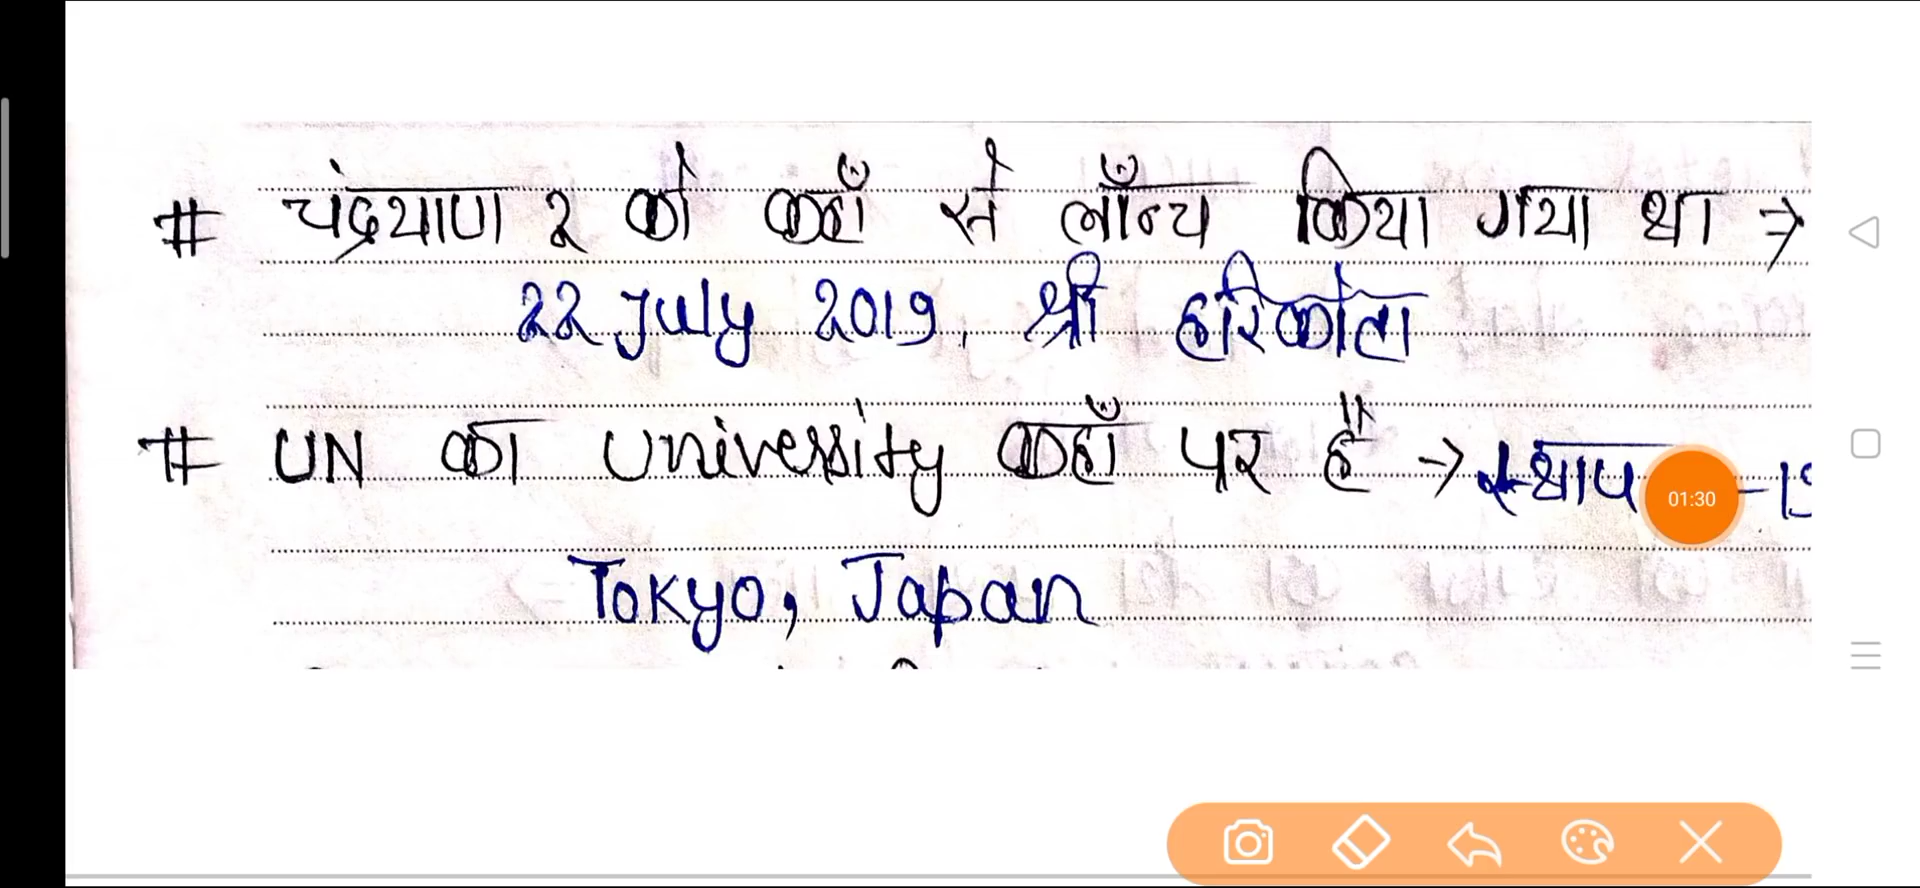 # चंद्रयाण 2 को कहाँ से लॉन्च किया गया था ⇒
22 July 2019, श्री हरिकोता
# UN का University कहाँ पर है →
01:30
Tokyo, Japan